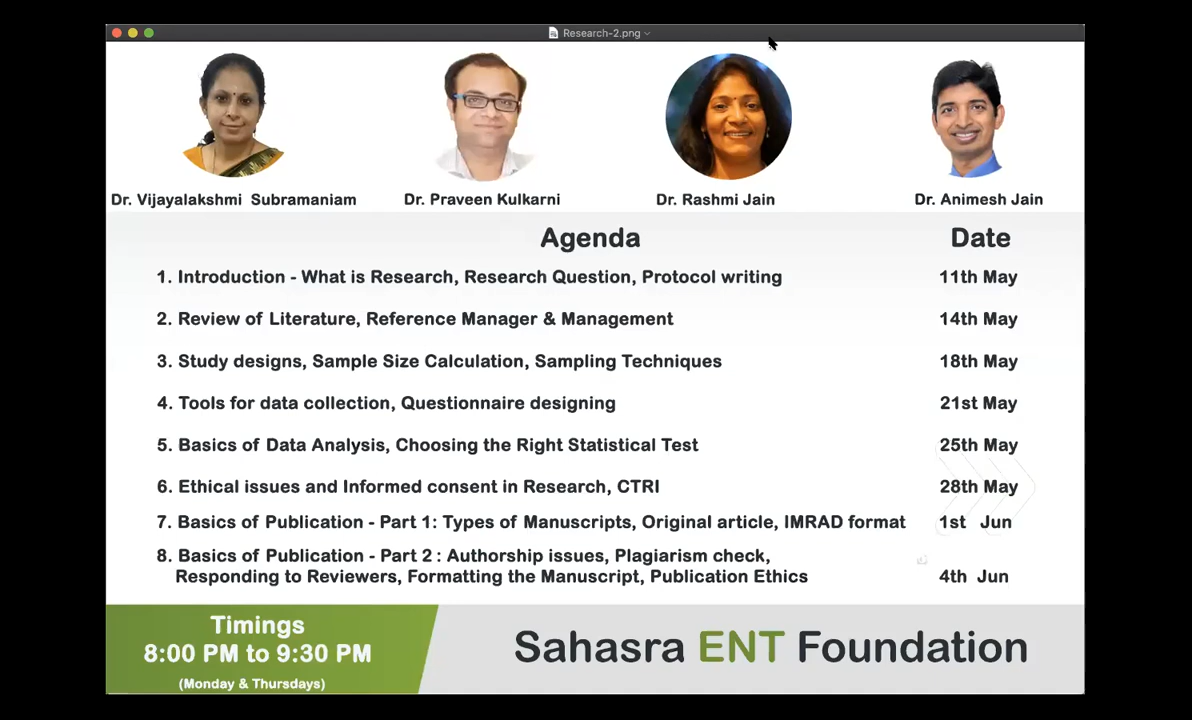 Research-2.png
Dr. Vijayalakshmi Subramaniam
Dr. Praveen Kulkarni
Dr. Rashmi Jain
Dr. Animesh Jain
Agenda
Date
1. Introduction - What is Research, Research Question, Protocol writing 11th May
2. Review of Literature, Reference Manager & Management 14th May
3. Study designs, Sample Size Calculation, Sampling Techniques 18th May
4. Tools for data collection, Questionnaire designing 21st May
5. Basics of Data Analysis, Choosing the Right Statistical Test 25th May
6. Ethical issues and Informed consent in Research, CTRI 28th May
7. Basics of Publication - Part 1: Types of Manuscripts, Original article, IMRAD format 1st Jun
8. Basics of Publication - Part 2 : Authorship issues, Plagiarism check,
Responding to Reviewers, Formatting the Manuscript, Publication Ethics 4th Jun
Timings
8:00 PM to 9:30 PM
(Monday & Thursdays)
Sahasra ENT Foundation